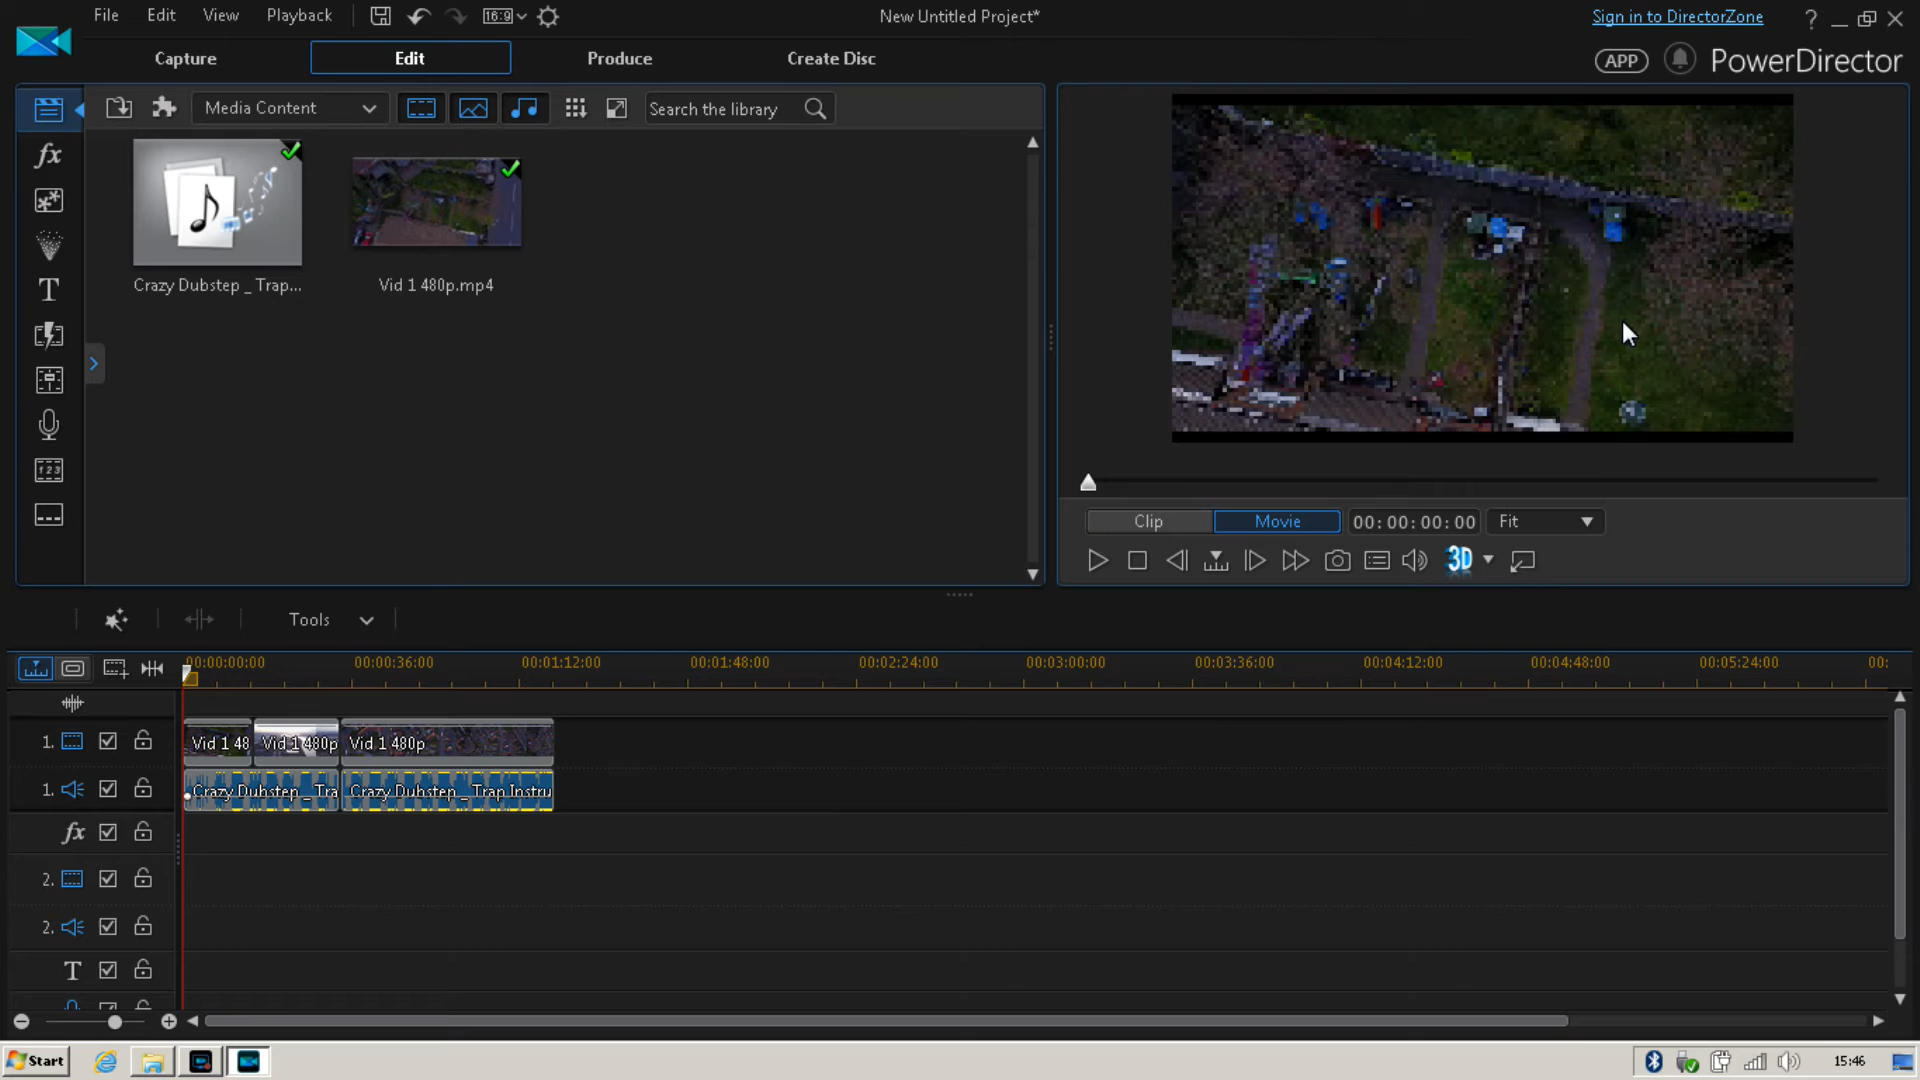 File Edit View Playback 16:9 New Untitled Project* Sign in to DirectorZone ?
Capture Edit Produce Create Disc APP PowerDirector
Media Content Search the library
fx
Crazy Dubstep _ Trap... Vid 1 480p.mp4
T
123
Clip Movie 00:00:00:00 Fit
3D
Tools
00:00:00:00 00:00:36:00 00:01:12:00 00:01:48:00 00:02:24:00 00:03:00:00 00:03:36:00 00:04:12:00 00:04:48:00 00:05:24:00 00:
1. Vid 1 48 Vid 1 480p Vid 1 480p
1. Crazy Dubstep _ Tra Crazy Dubstep _ Trap Instru
fx
2.
2.
T
Start 15:46